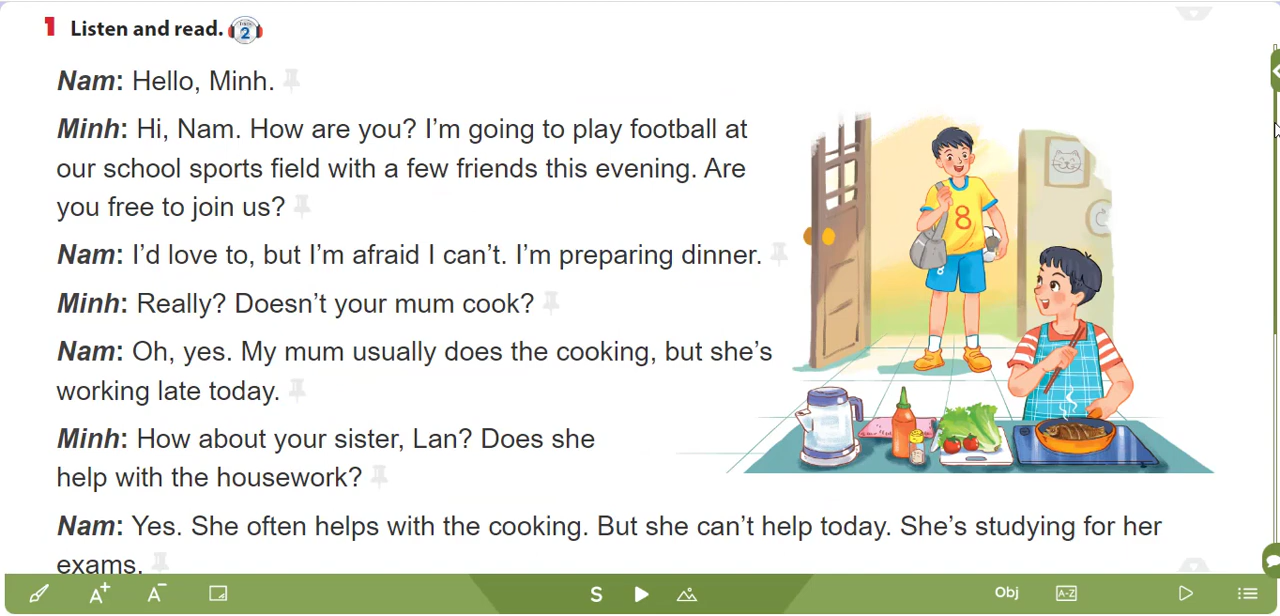 1 Listen and read. 2
Nam: Hello, Minh.
Minh: Hi, Nam. How are you? I’m going to play football at
our school sports field with a few friends this evening. Are
you free to join us?
Nam: I’d love to, but I’m afraid I can’t. I’m preparing dinner.
Minh: Really? Doesn’t your mum cook?
Nam: Oh, yes. My mum usually does the cooking, but she’s
working late today.
Minh: How about your sister, Lan? Does she
help with the housework?
Nam: Yes. She often helps with the cooking. But she can’t help today. She’s studying for her
exams.
8
8
A+ A- S Obj A-Z